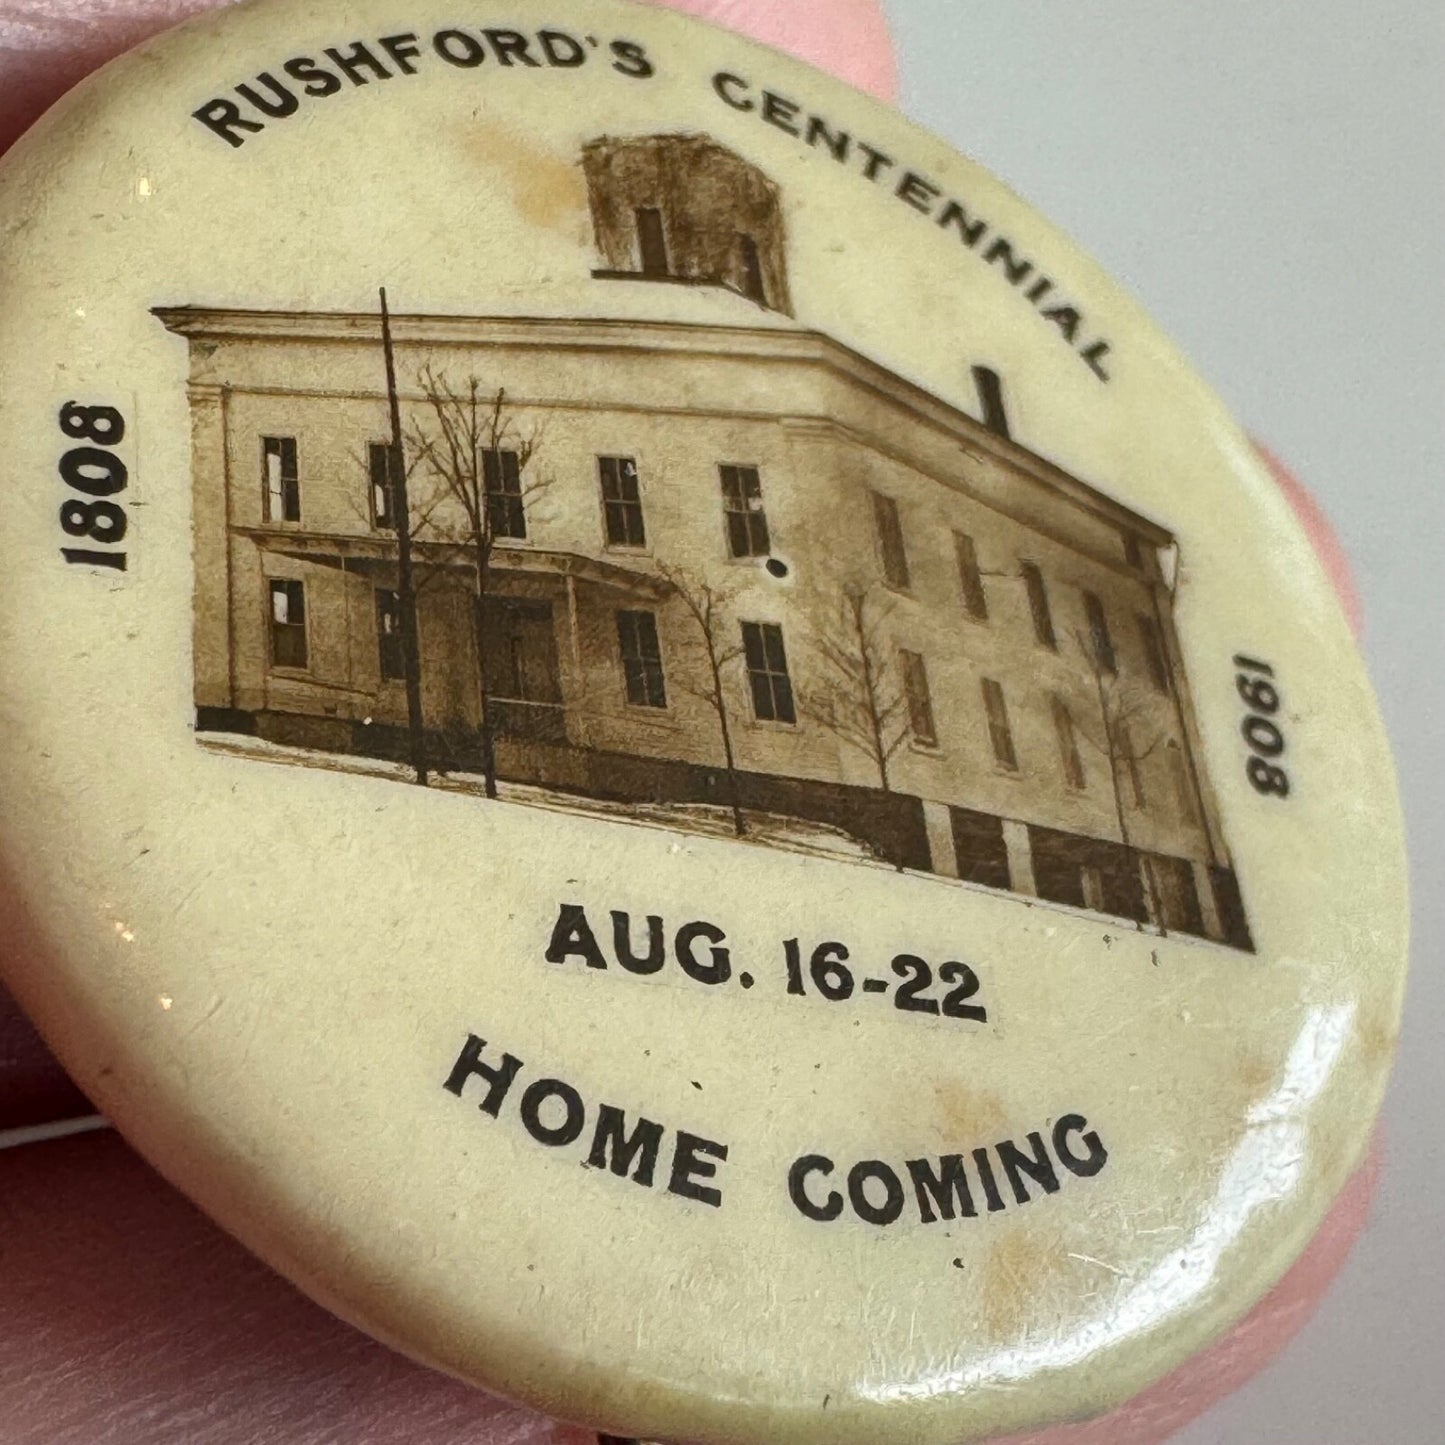 RUSHFORD'S CENTENNIAL
1808
1908
AUG. 16-22
HOME COMING